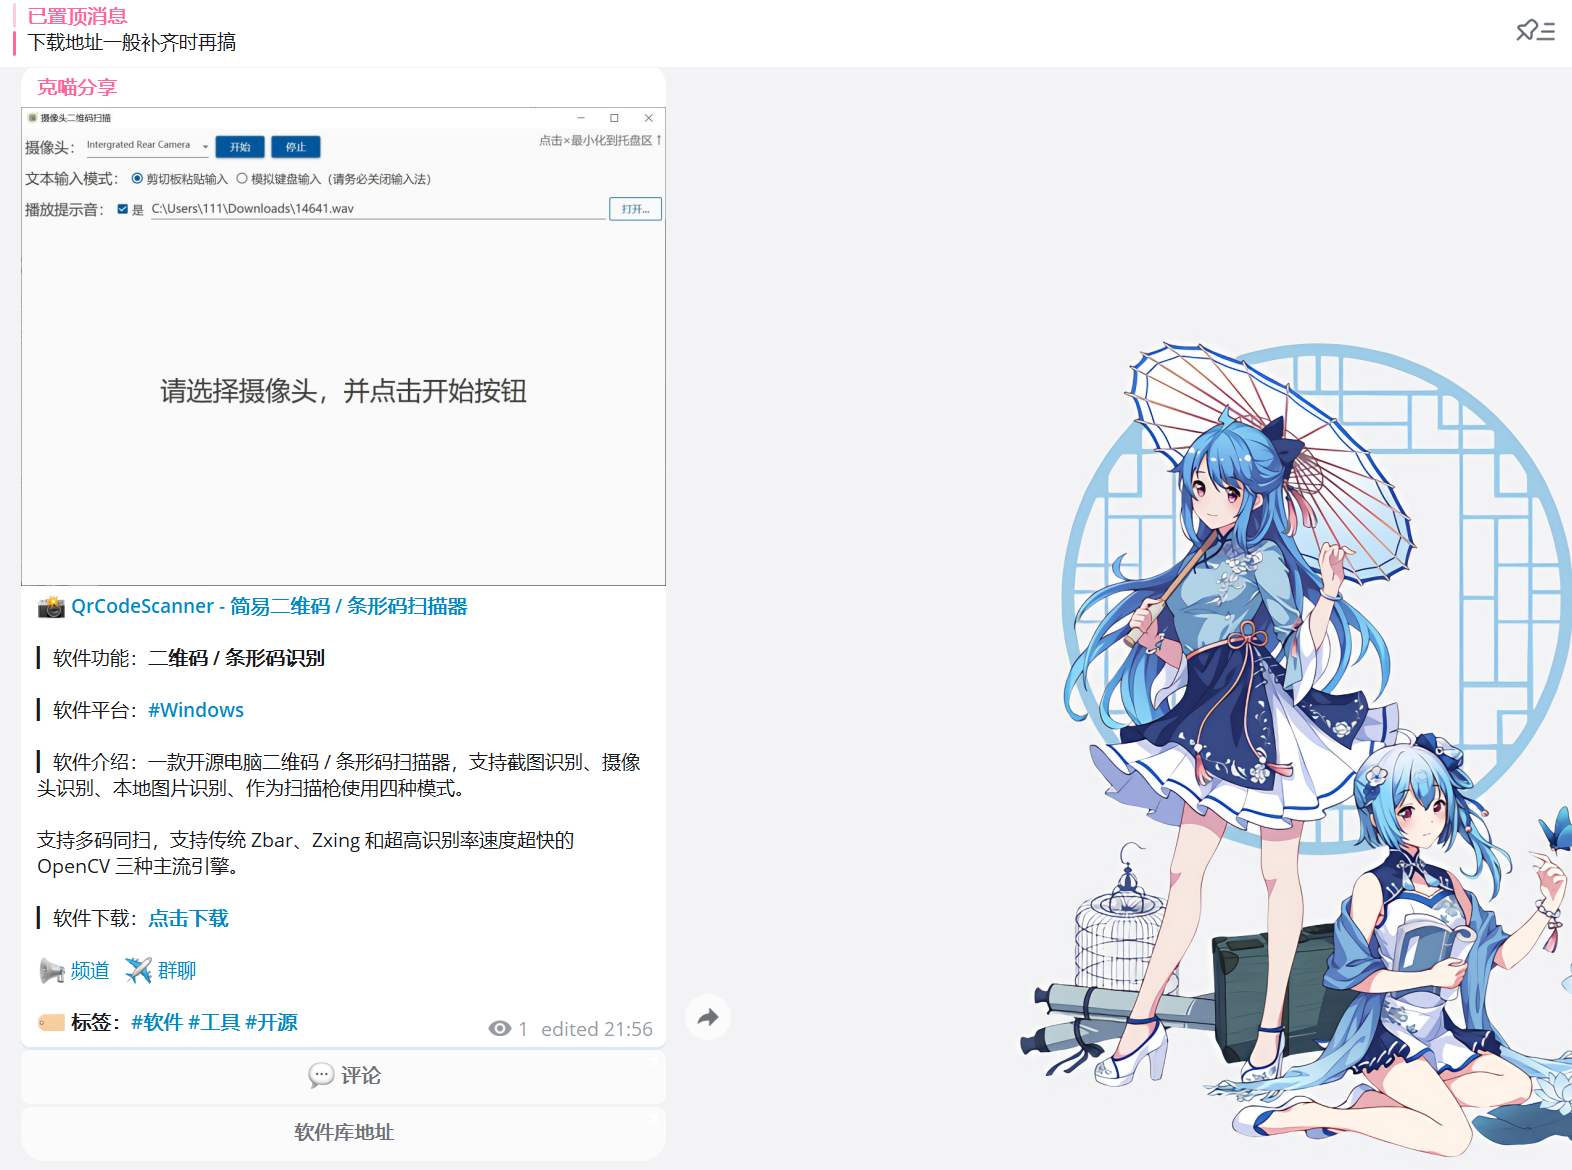 已置顶消息
下载地址一般补齐时再搞
克喵分享
摄像头二维码扫描
点击×最小化到托盘区↑
摄像头： Intergrated Rear Camera 开始 停止
文本输入模式： 剪切板粘贴输入 模拟键盘输入（请务必关闭输入法）
播放提示音： 是 C:\Users\111\Downloads\14641.wav 打开...
请选择摄像头，并点击开始按钮
QrCodeScanner - 简易二维码 / 条形码扫描器
软件功能：二维码 / 条形码识别
软件平台：#Windows
软件介绍：一款开源电脑二维码 / 条形码扫描器，支持截图识别、摄像
头识别、本地图片识别、作为扫描枪使用四种模式。
支持多码同扫，支持传统 Zbar、Zxing 和超高识别率速度超快的
OpenCV 三种主流引擎。
软件下载：点击下载
频道 群聊
标签：#软件 #工具 #开源
1 edited 21:56
评论
软件库地址